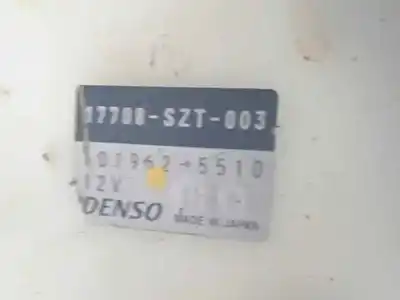 17708-SZT-003
101962-5510
12V
DENSO MADE IN JAPAN